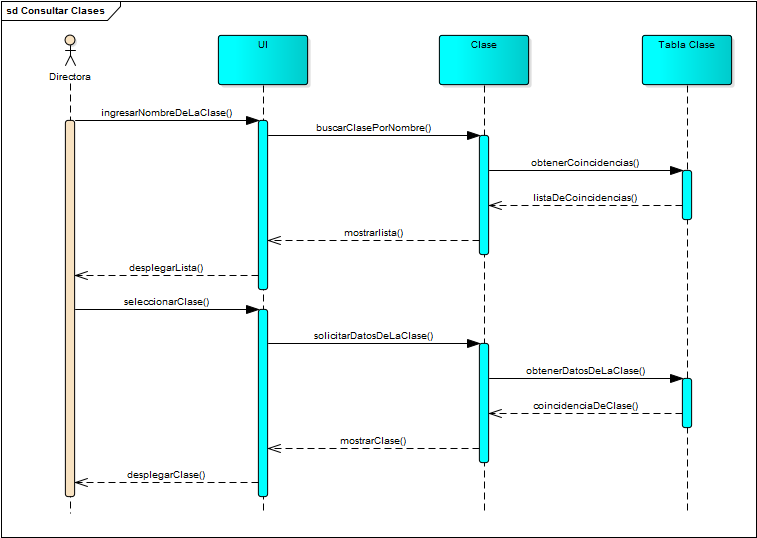 sd Consultar Clases
UI
Clase
Tabla Clase
Directora
ingresarNombreDeLaClase()
buscarClasePorNombre()
obtenerCoincidencias()
listaDeCoincidencias()
mostrarlista()
desplegarLista()
seleccionarClase()
solicitarDatosDeLaClase()
obtenerDatosDeLaClase()
coincidenciaDeClase()
mostrarClase()
desplegarClase()